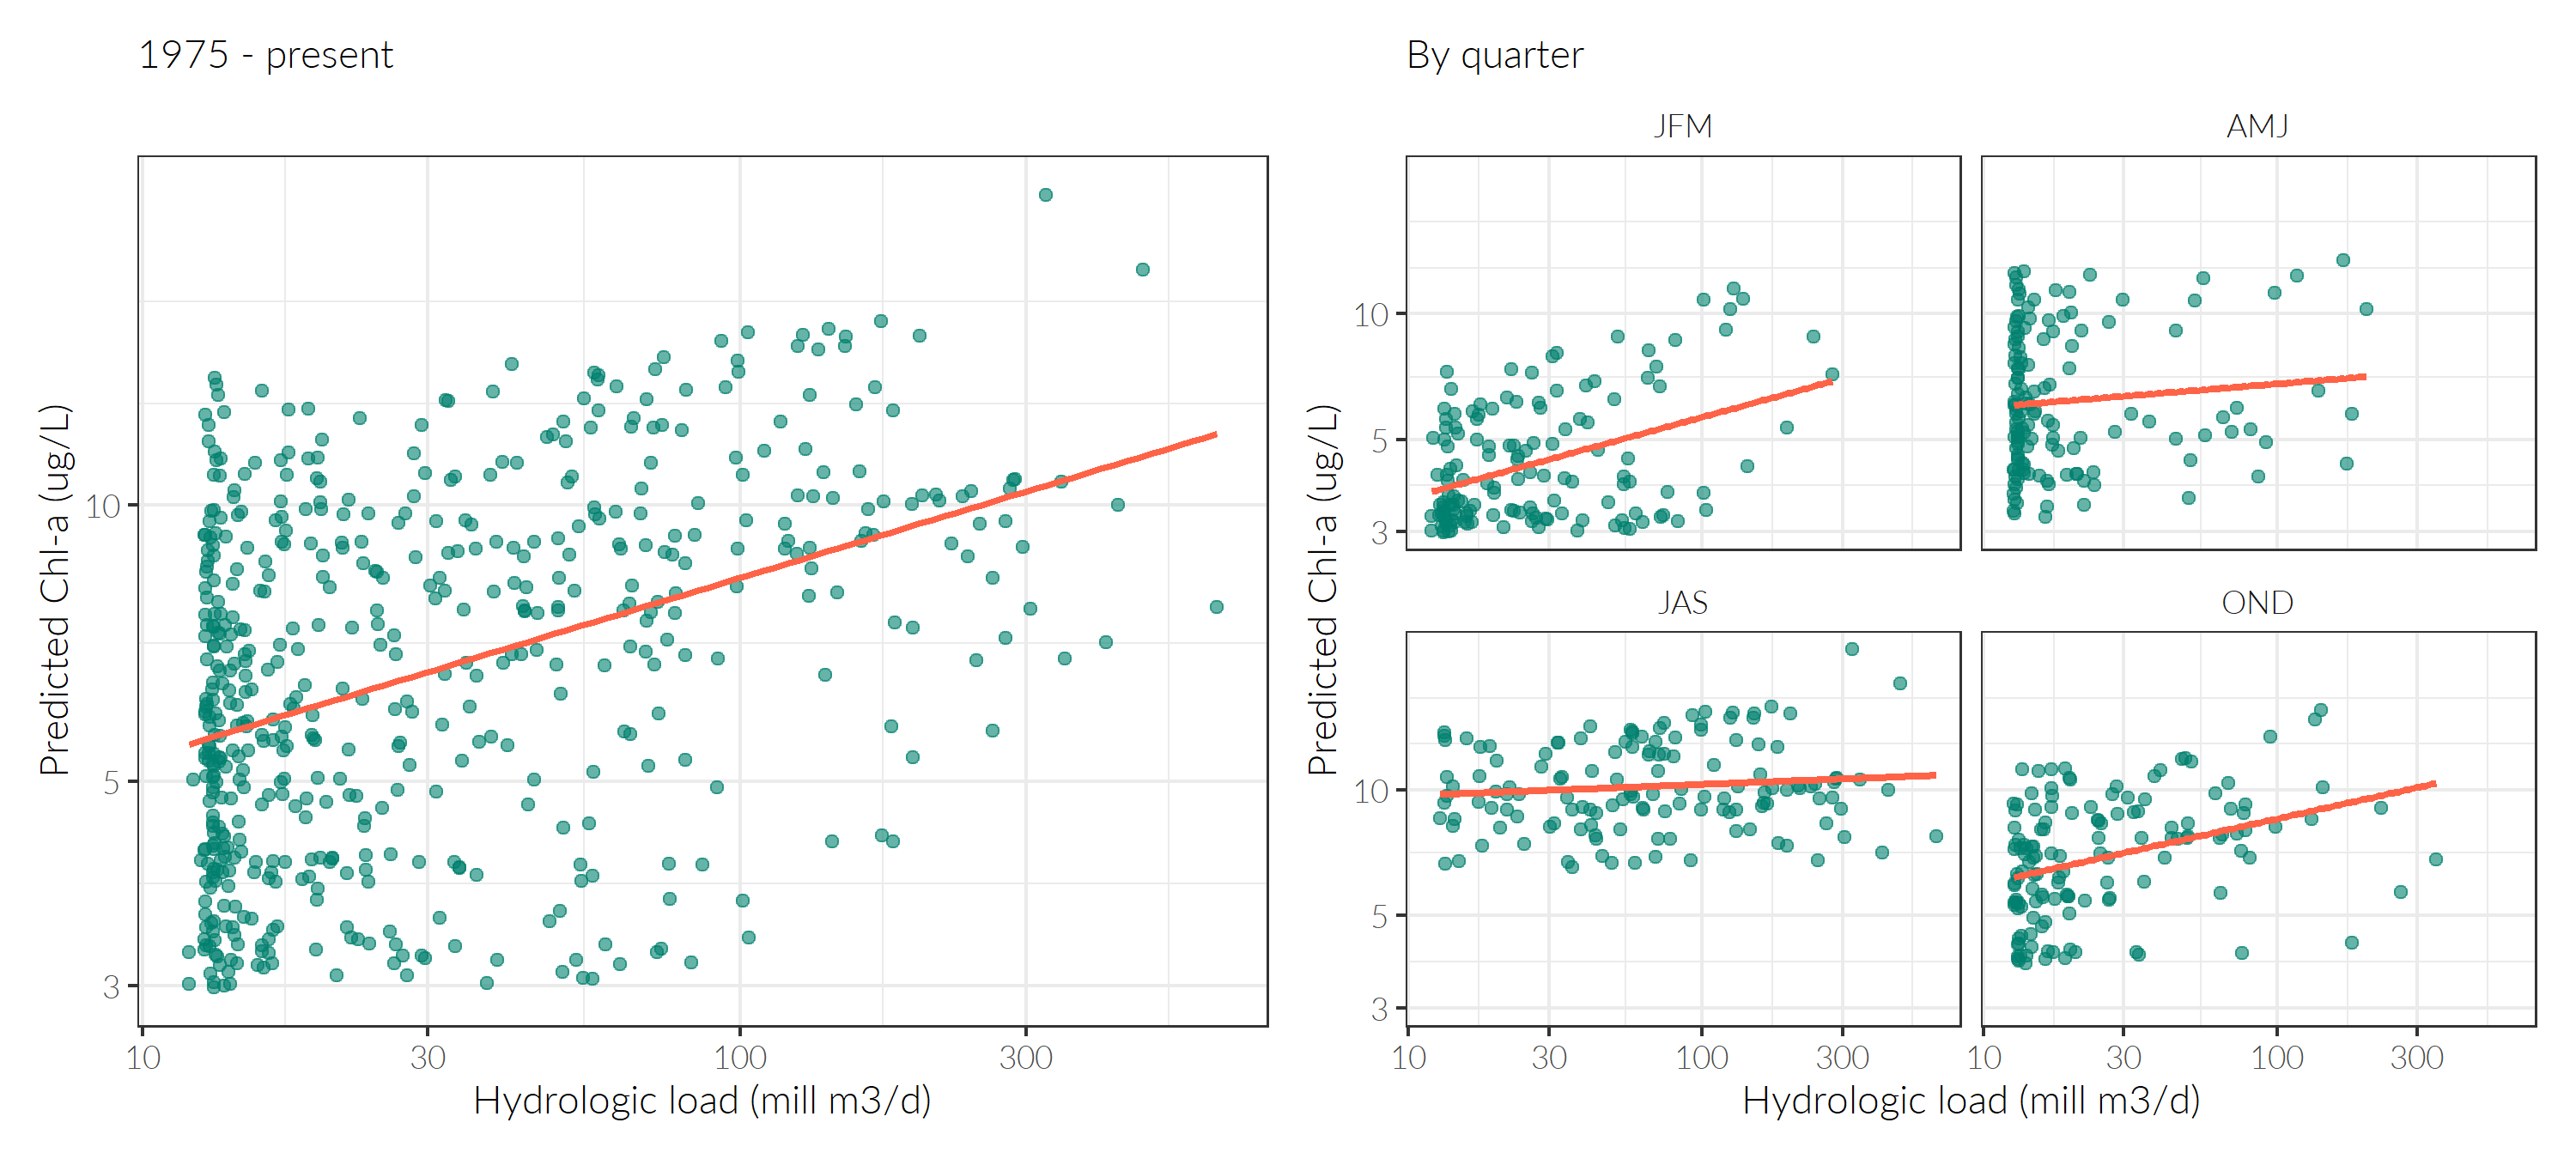 1975 - present
Predicted Chl-a (ug/L)
10
5
3
10 30 100 300
Hydrologic load (mill m3/d)
By quarter
Predicted Chl-a (ug/L)
JFM AMJ
10
5
3
JAS OND
10
5
3
10 30 100 300 10 30 100 300
Hydrologic load (mill m3/d)